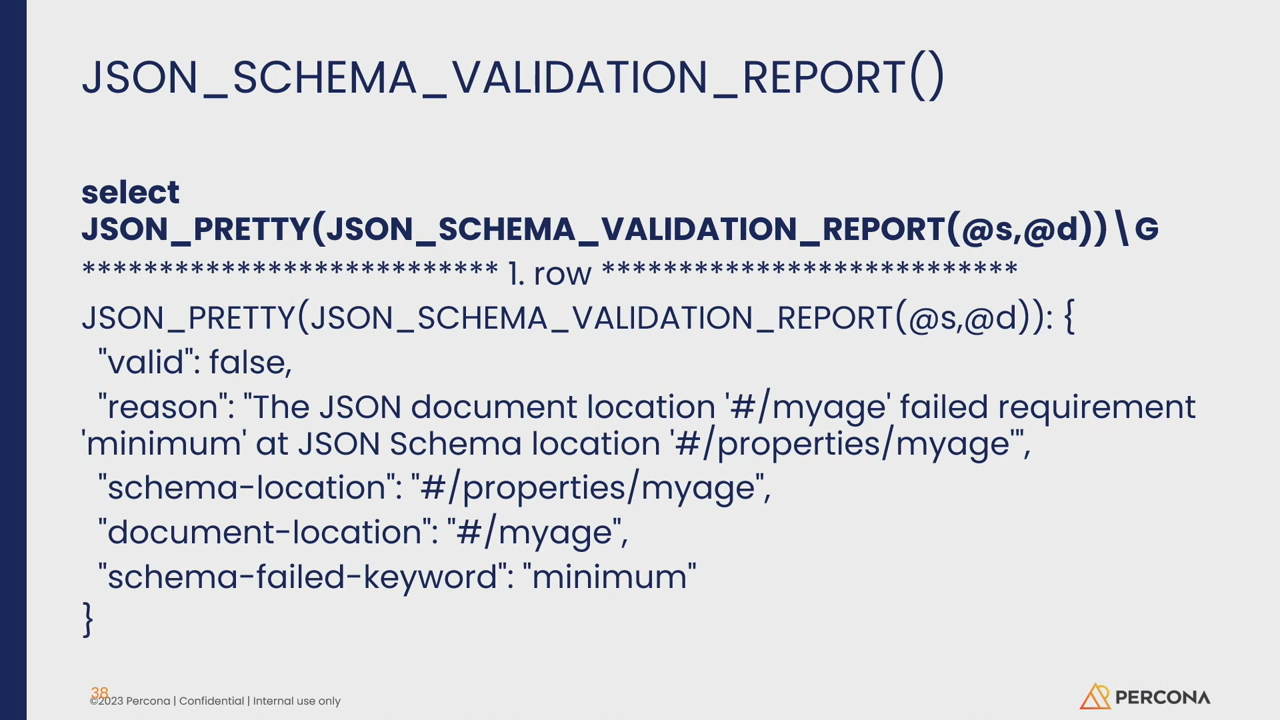 JSON_SCHEMA_VALIDATION_REPORT()
select
JSON_PRETTY(JSON_SCHEMA_VALIDATION_REPORT(@s,@d))\G
*************************** 1. row ***************************
JSON_PRETTY(JSON_SCHEMA_VALIDATION_REPORT(@s,@d)): {
"valid": false,
"reason": "The JSON document location '#/myage' failed requirement
'minimum' at JSON Schema location '#/properties/myage'",
"schema-location": "#/properties/myage",
"document-location": "#/myage",
"schema-failed-keyword": "minimum"
}
38
©2023 Percona | Confidential | Internal use only
PERCONA